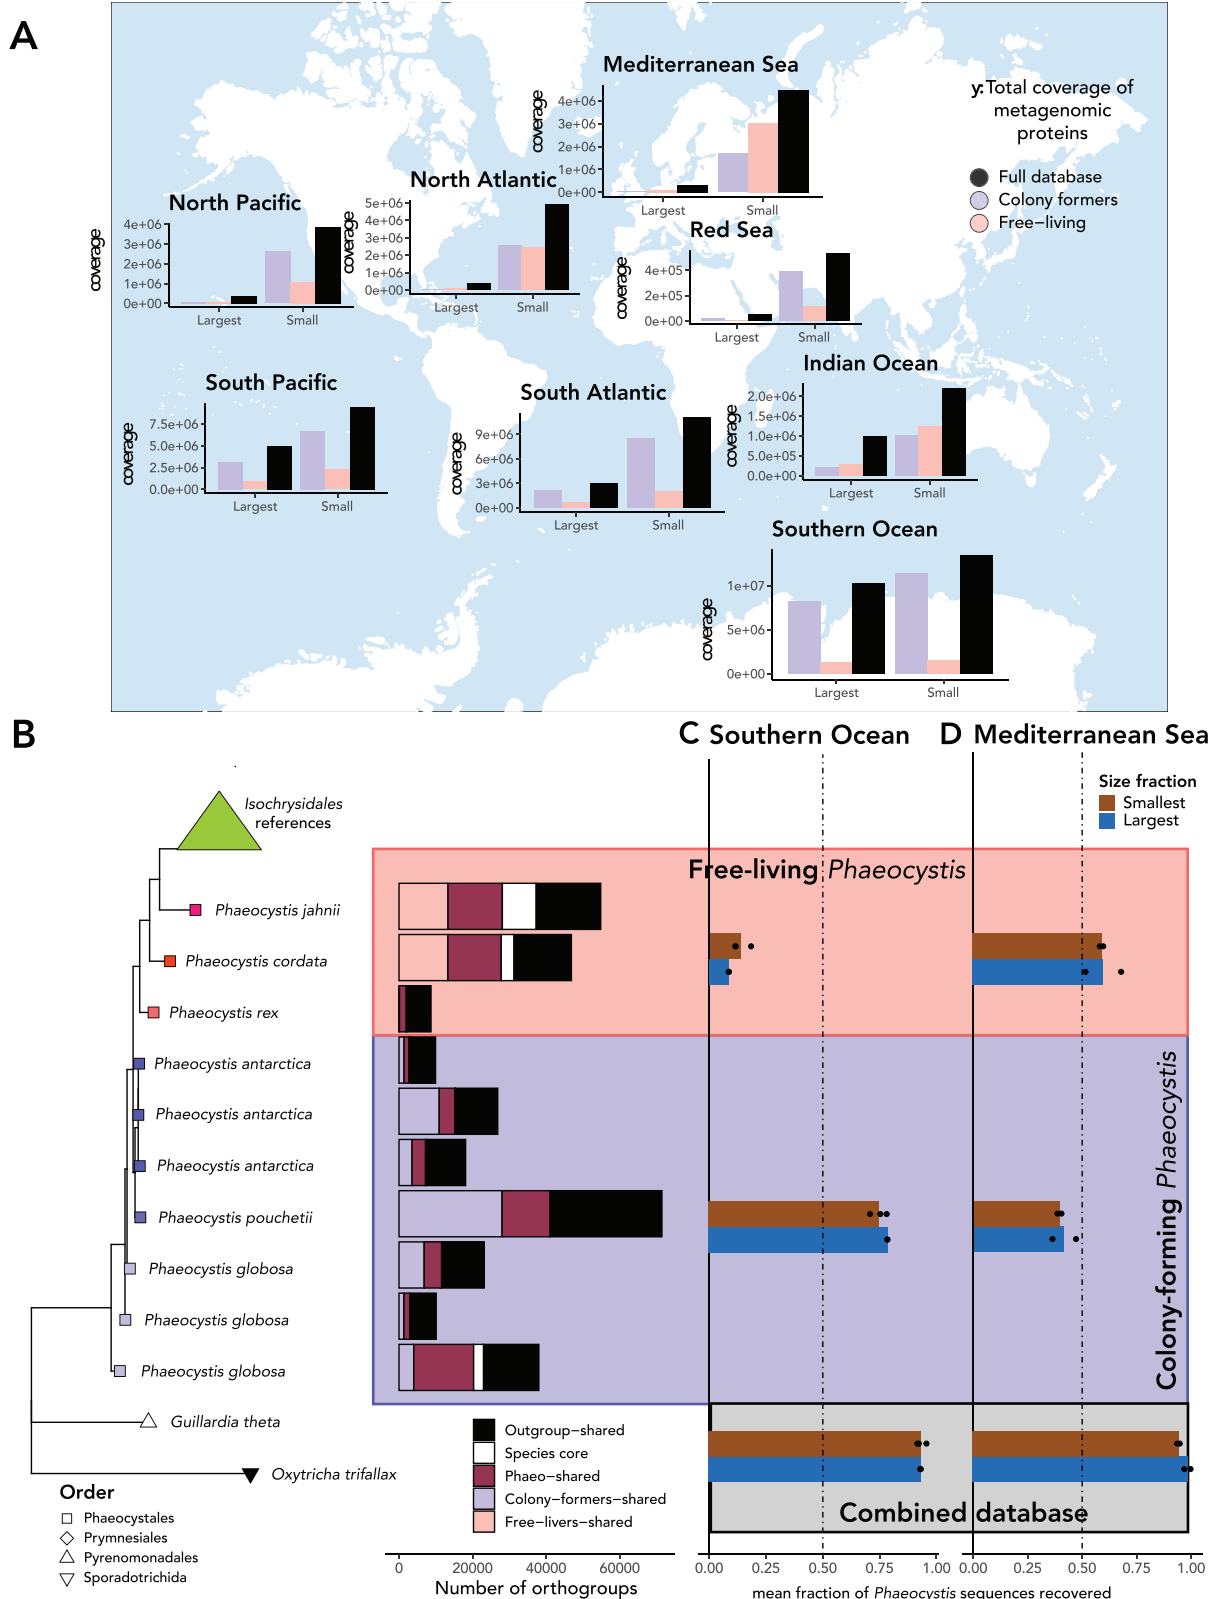 A
Mediterranean Sea
coverage
4e+06
3e+06
2e+06
1e+06
0e+00
Largest
Small
y:Total coverage of
metagenomic
proteins
Full database
Colony formers
Free−living
North Atlantic
coverage
5e+06
4e+06
3e+06
2e+06
1e+06
0e+00
Largest
Small
North Pacific
coverage
4e+06
3e+06
2e+06
1e+06
0e+00
Largest
Small
Red Sea
coverage
4e+05
2e+05
0e+00
Largest
Small
Indian Ocean
coverage
2.0e+06
1.5e+06
1.0e+06
5.0e+05
0.0e+00
Largest
Small
South Pacific
coverage
7.5e+06
5.0e+06
2.5e+06
0.0e+00
Largest
Small
South Atlantic
coverage
9e+06
6e+06
3e+06
0e+00
Largest
Small
Southern Ocean
coverage
1e+07
5e+06
0e+00
Largest
Small
B
C Southern Ocean
D Mediterranean Sea
Size fraction
Smallest
Largest
Isochrysidales
references
Free-living Phaeocystis
Phaeocystis jahnii
Phaeocystis cordata
Phaeocystis rex
Phaeocystis antarctica
Phaeocystis antarctica
Phaeocystis antarctica
Phaeocystis pouchetii
Phaeocystis globosa
Phaeocystis globosa
Phaeocystis globosa
Colony-forming Phaeocystis
Guillardia theta
Oxytricha trifallax
Order
Phaeocystales
Prymnesiales
Pyrenomonadales
Sporadotrichida
Outgroup−shared
Species core
Phaeo−shared
Colony−formers−shared
Free−livers−shared
Combined database
0 20000 40000 60000
Number of orthogroups
0.00 0.25 0.50 0.75 1.00
0.00 0.25 0.50 0.75 1.00
mean fraction of Phaeocystis sequences recovered